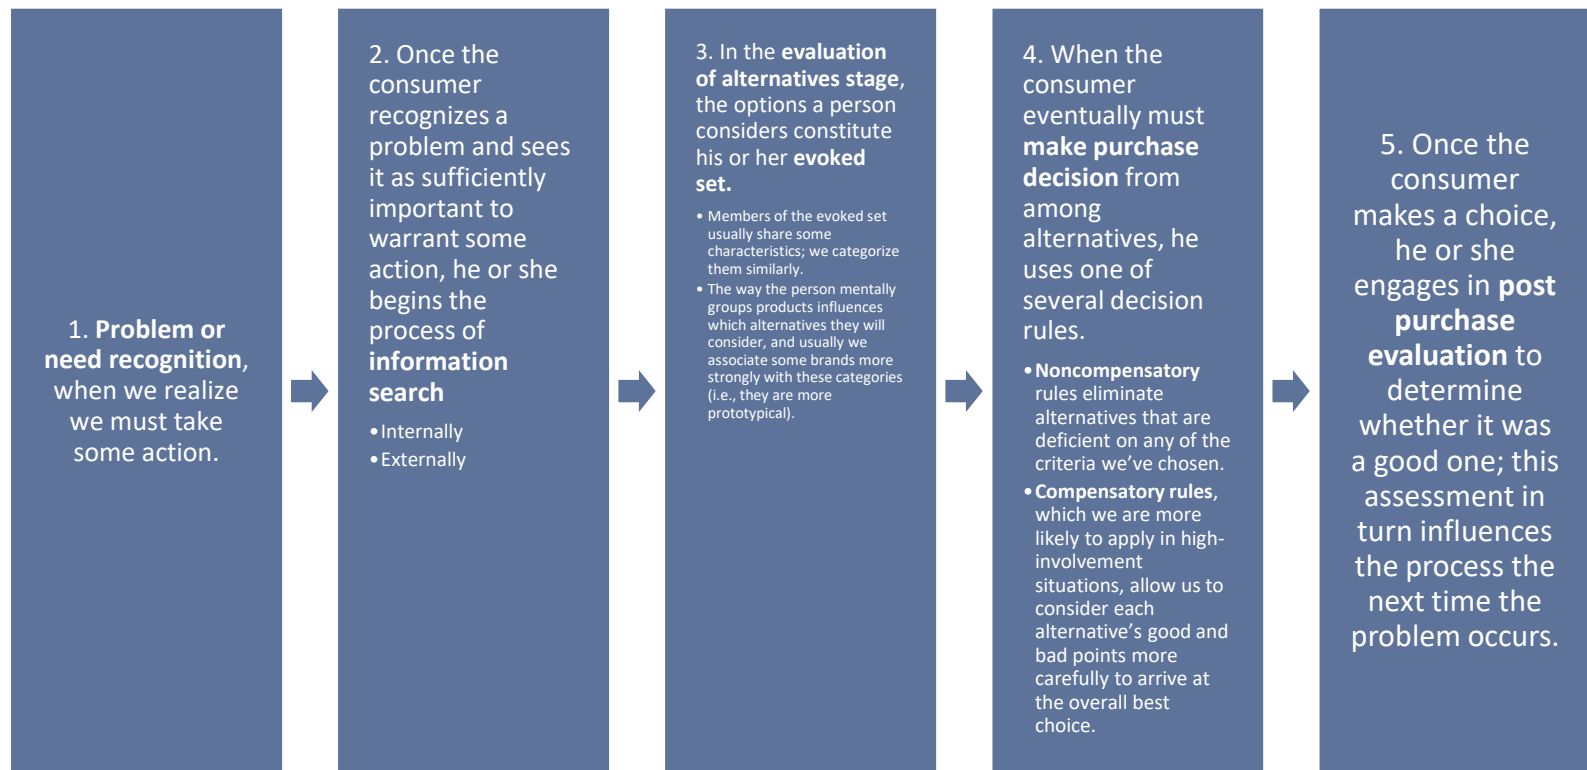 1. Problem or
need recognition,
when we realize
we must take
some action.
2. Once the
consumer
recognizes a
problem and sees
it as sufficiently
important to
warrant some
action, he or she
begins the
process of
information
search
•Internally
•Externally
3. In the evaluation
of alternatives stage,
the options a person
considers constitute
his or her evoked
set.
• Members of the evoked set
usually share some
characteristics; we categorize
them similarly.
• The way the person mentally
groups products influences
which alternatives they will
consider, and usually we
associate some brands more
strongly with these categories
(i.e., they are more
prototypical).
4. When the
consumer
eventually must
make purchase
decision from
among
alternatives, he
uses one of
several decision
rules.
•Noncompensatory
rules eliminate
alternatives that are
deficient on any of the
criteria we’ve chosen.
•Compensatory rules,
which we are more
likely to apply in high-
involvement
situations, allow us to
consider each
alternative’s good and
bad points more
carefully to arrive at
the overall best
choice.
5. Once the
consumer
makes a choice,
he or she
engages in post
purchase
evaluation to
determine
whether it was
a good one; this
assessment in
turn influences
the process the
next time the
problem occurs.